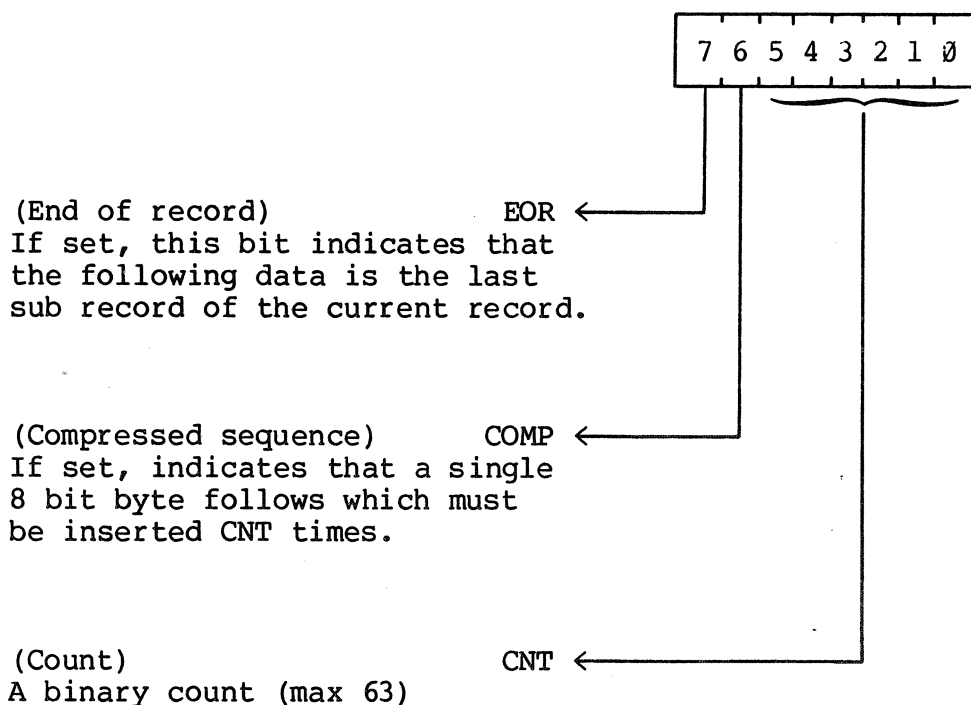 7 6 5 4 3 2 1 Ø
(End of record) EOR
If set, this bit indicates that
the following data is the last
sub record of the current record.
(Compressed sequence) COMP
If set, indicates that a single
8 bit byte follows which must
be inserted CNT times.
(Count) CNT
A binary count (max 63)